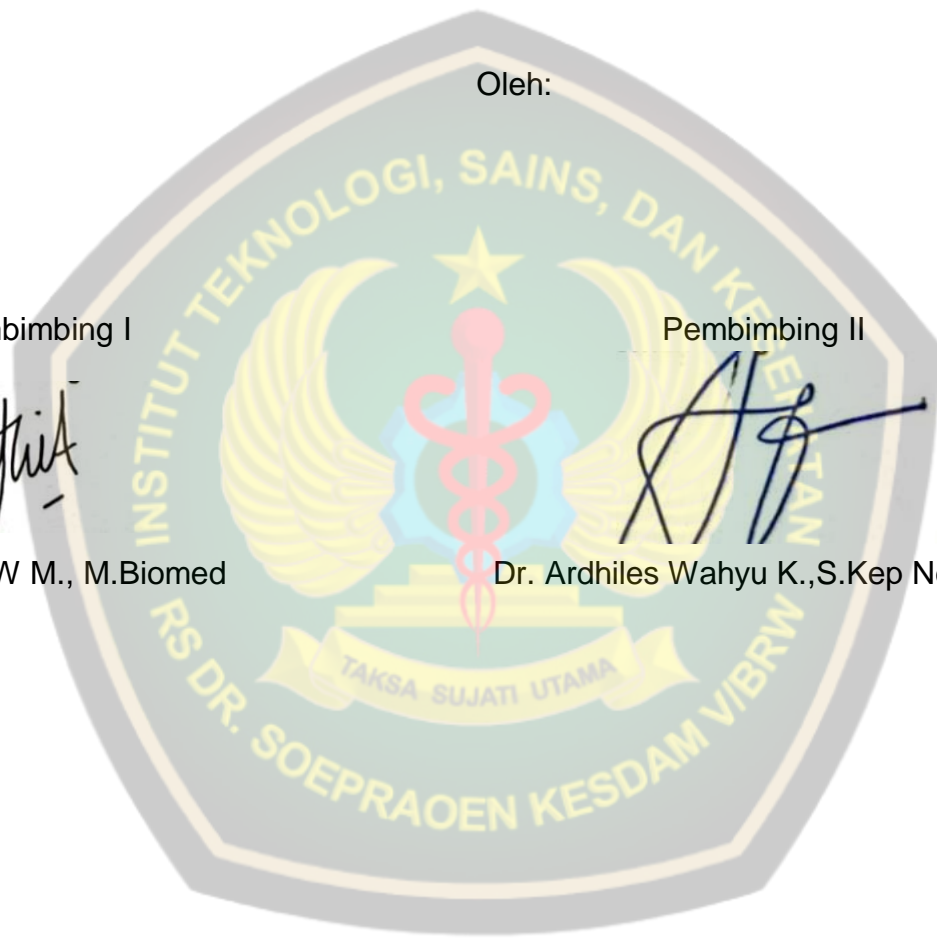 Oleh:
INSTITUT TEKNOLOGI, SAINS, DAN KESEHATAN
mbimbing I
Pembimbing II
W M., M.Biomed
Dr. Ardhiles Wahyu K.,S.Kep
TAKSA SUJATI UTAMA
RS DR. SOEPRAOEN KESDAM V/BRW